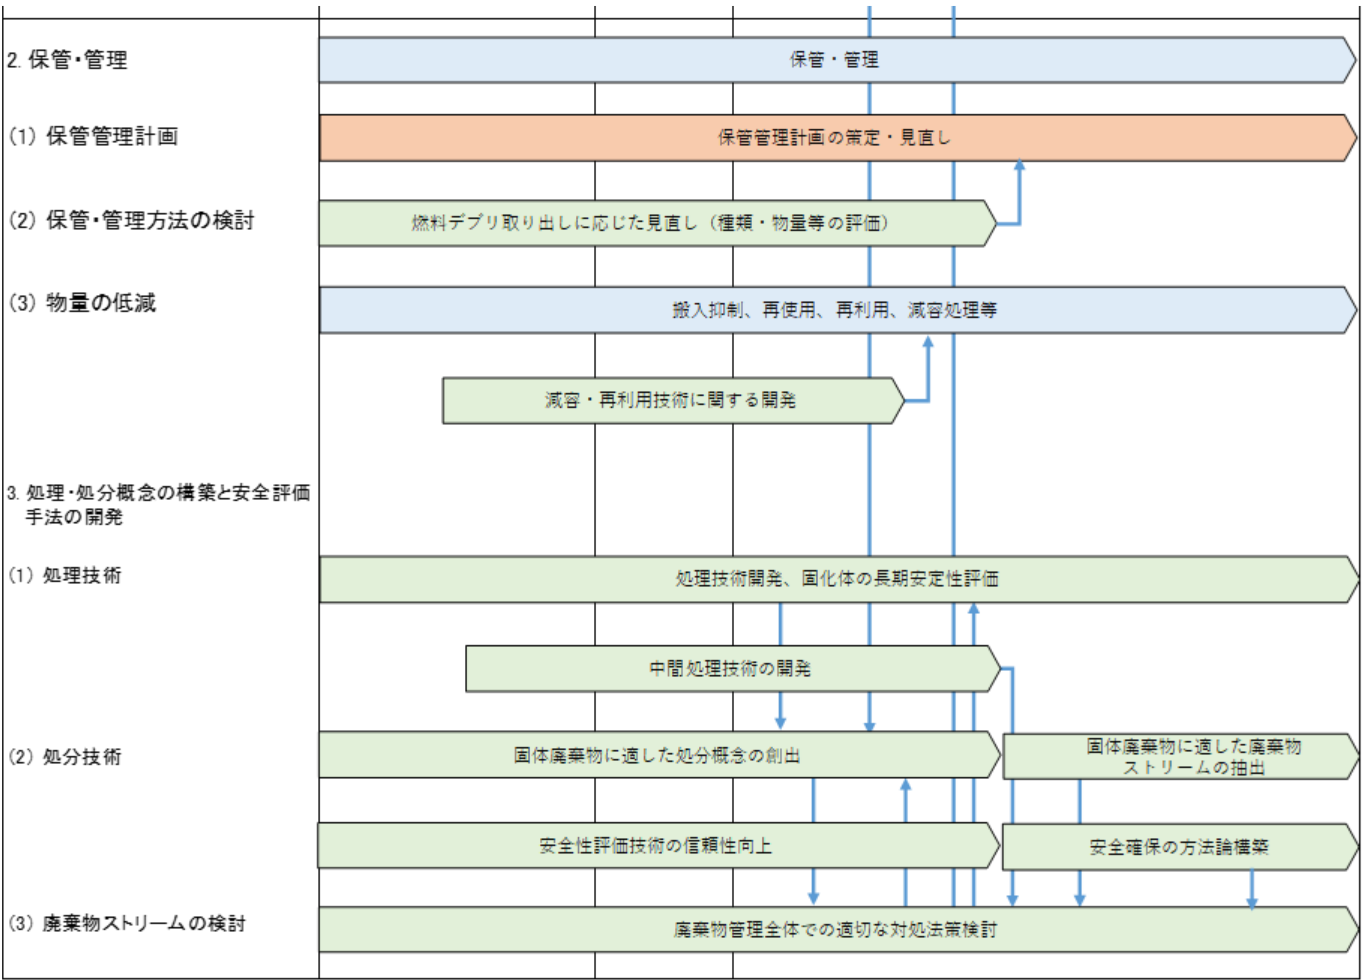 2. 保管・管理
保管・管理
(1) 保管管理計画
保管管理計画の策定・見直し
(2) 保管・管理方法の検討
燃料デブリ取り出しに応じた見直し（種類・物量等の評価）
(3) 物量の低減
搬入抑制、再使用、再利用、減容処理等
減容・再利用技術に関する開発
3. 処理・処分概念の構築と安全評価
手法の開発
(1) 処理技術
処理技術開発、固化体の長期安定性評価
中間処理技術の開発
(2) 処分技術
固体廃棄物に適した処分概念の創出
固体廃棄物に適した廃棄物
ストリームの抽出
安全性評価技術の信頼性向上
安全確保の方法論構築
(3) 廃棄物ストリームの検討
廃棄物管理全体での適切な対処法策検討